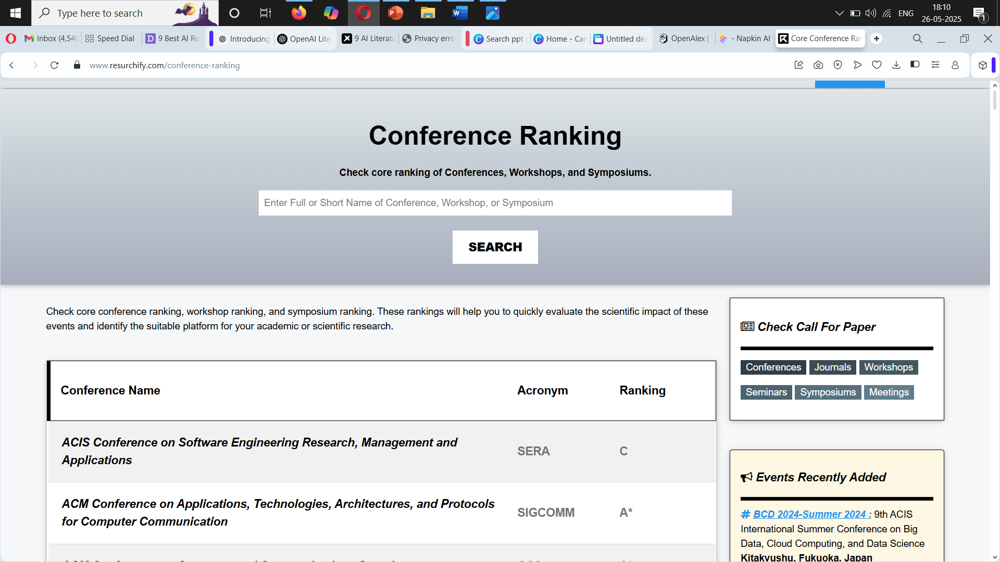 Type here to search
ENG
18:10
26-05-2025
1
Inbox (4,540
Speed Dial
9 Best AI Re
Introducing
OpenAI Lite
9 AI Literatu
Privacy erro
Search ppt
Home - Can
Untitled des
OpenAlex |
- Napkin AI
Core Conference Ran
www.resurchify.com/conference-ranking
Conference Ranking
Check core ranking of Conferences, Workshops, and Symposiums.
Enter Full or Short Name of Conference, Workshop, or Symposium
SEARCH
Check core conference ranking, workshop ranking, and symposium ranking. These rankings will help you to quickly evaluate the scientific impact of these
events and identify the suitable platform for your academic or scientific research.
Conference Name Acronym Ranking
ACIS Conference on Software Engineering Research, Management and
Applications
SERA C
ACM Conference on Applications, Technologies, Architectures, and Protocols
for Computer Communication
SIGCOMM A*
Check Call For Paper
Conferences Journals Workshops
Seminars Symposiums Meetings
Events Recently Added
# BCD 2024-Summer 2024 : 9th ACIS
International Summer Conference on Big
Data, Cloud Computing, and Data Science
Kitakyushu, Fukuoka, Japan